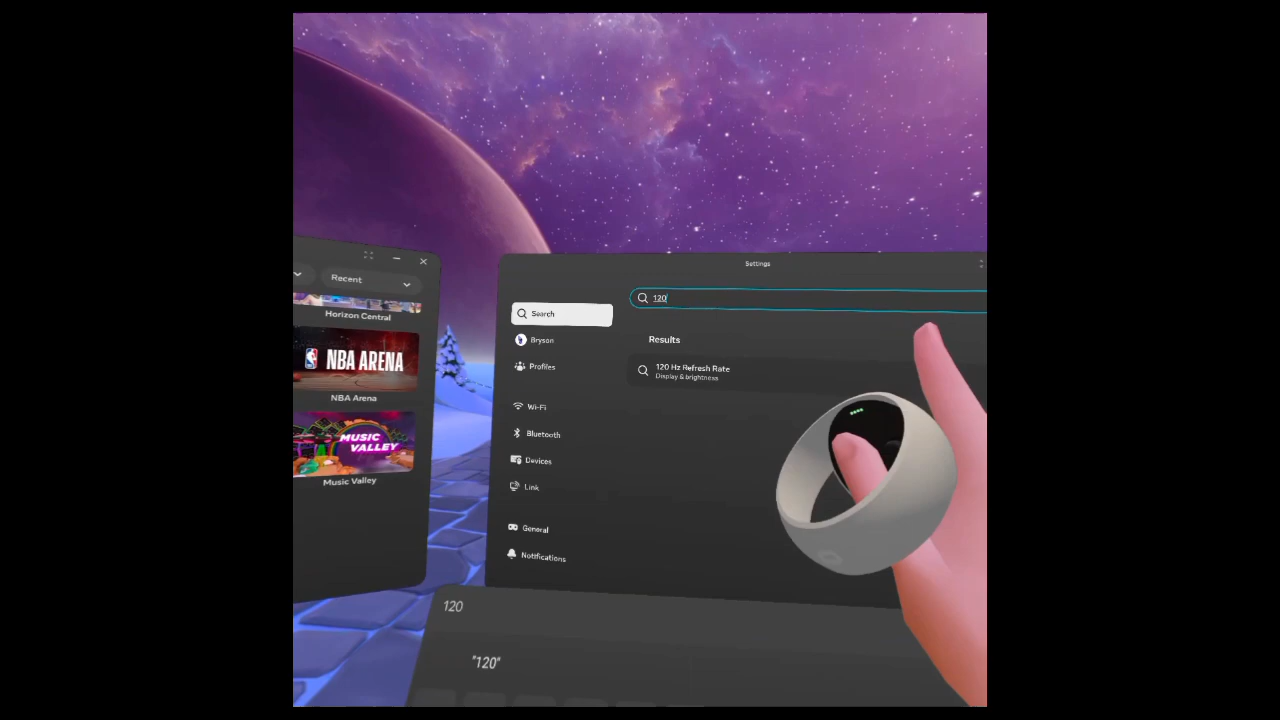 Recent
Horizon Central
NBA ARENA
NBA Arena
MUSIC
VALLEY
Music Valley
Settings
120
Search
Bryson
Profiles
Wi-Fi
Bluetooth
Devices
Link
General
Notifications
Results
120 Hz Refresh Rate
Display & brightness
120
"120"